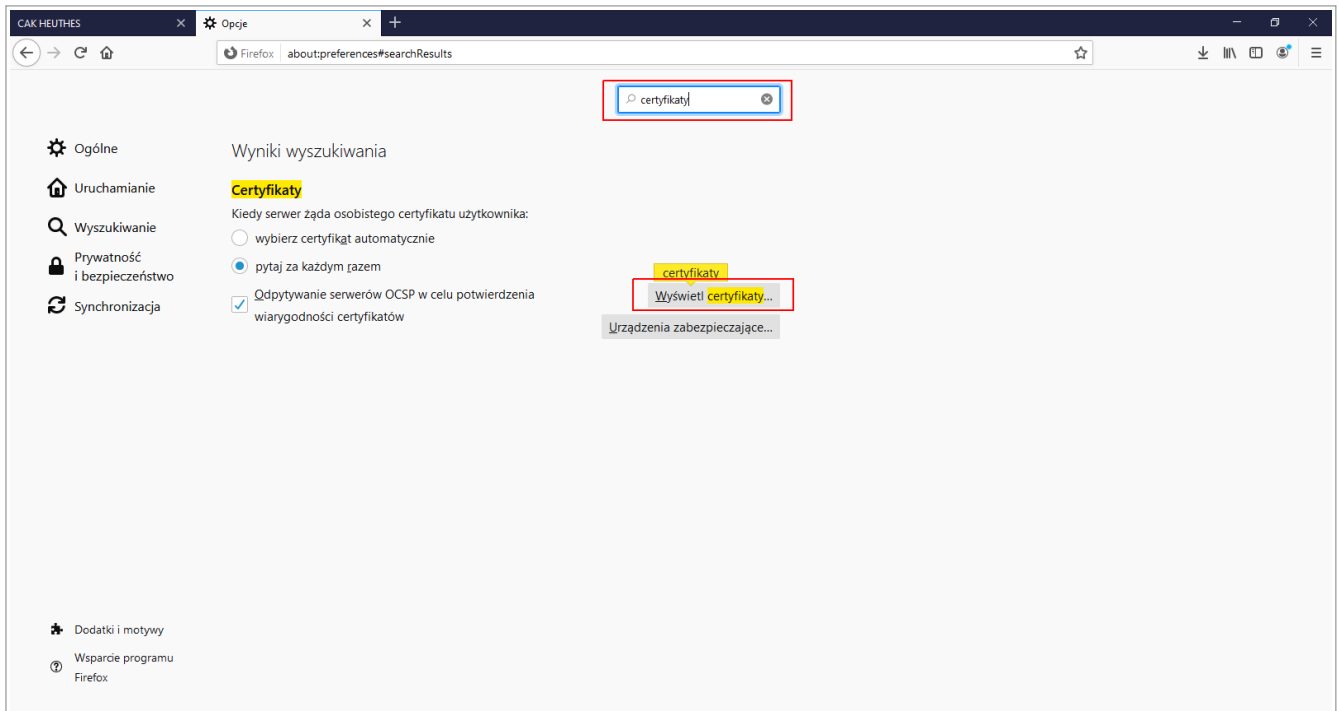 CAK HEUTHES
Opcje
Firefox about:preferences#searchResults
certyfikaty
Ogólne
Uruchamianie
Wyszukiwanie
Prywatność
i bezpieczeństwo
Synchronizacja
Wyniki wyszukiwania
Certyfikaty
Kiedy serwer żąda osobistego certyfikatu użytkownika:
wybierz certyfikat automatycznie
pytaj za każdym razem
Odpytywanie serwerów OCSP w celu potwierdzenia
wiarygodności certyfikatów
certyfikaty
Wyświetl certyfikaty...
Urządzenia zabezpieczające...
Dodatki i motywy
Wsparcie programu
Firefox